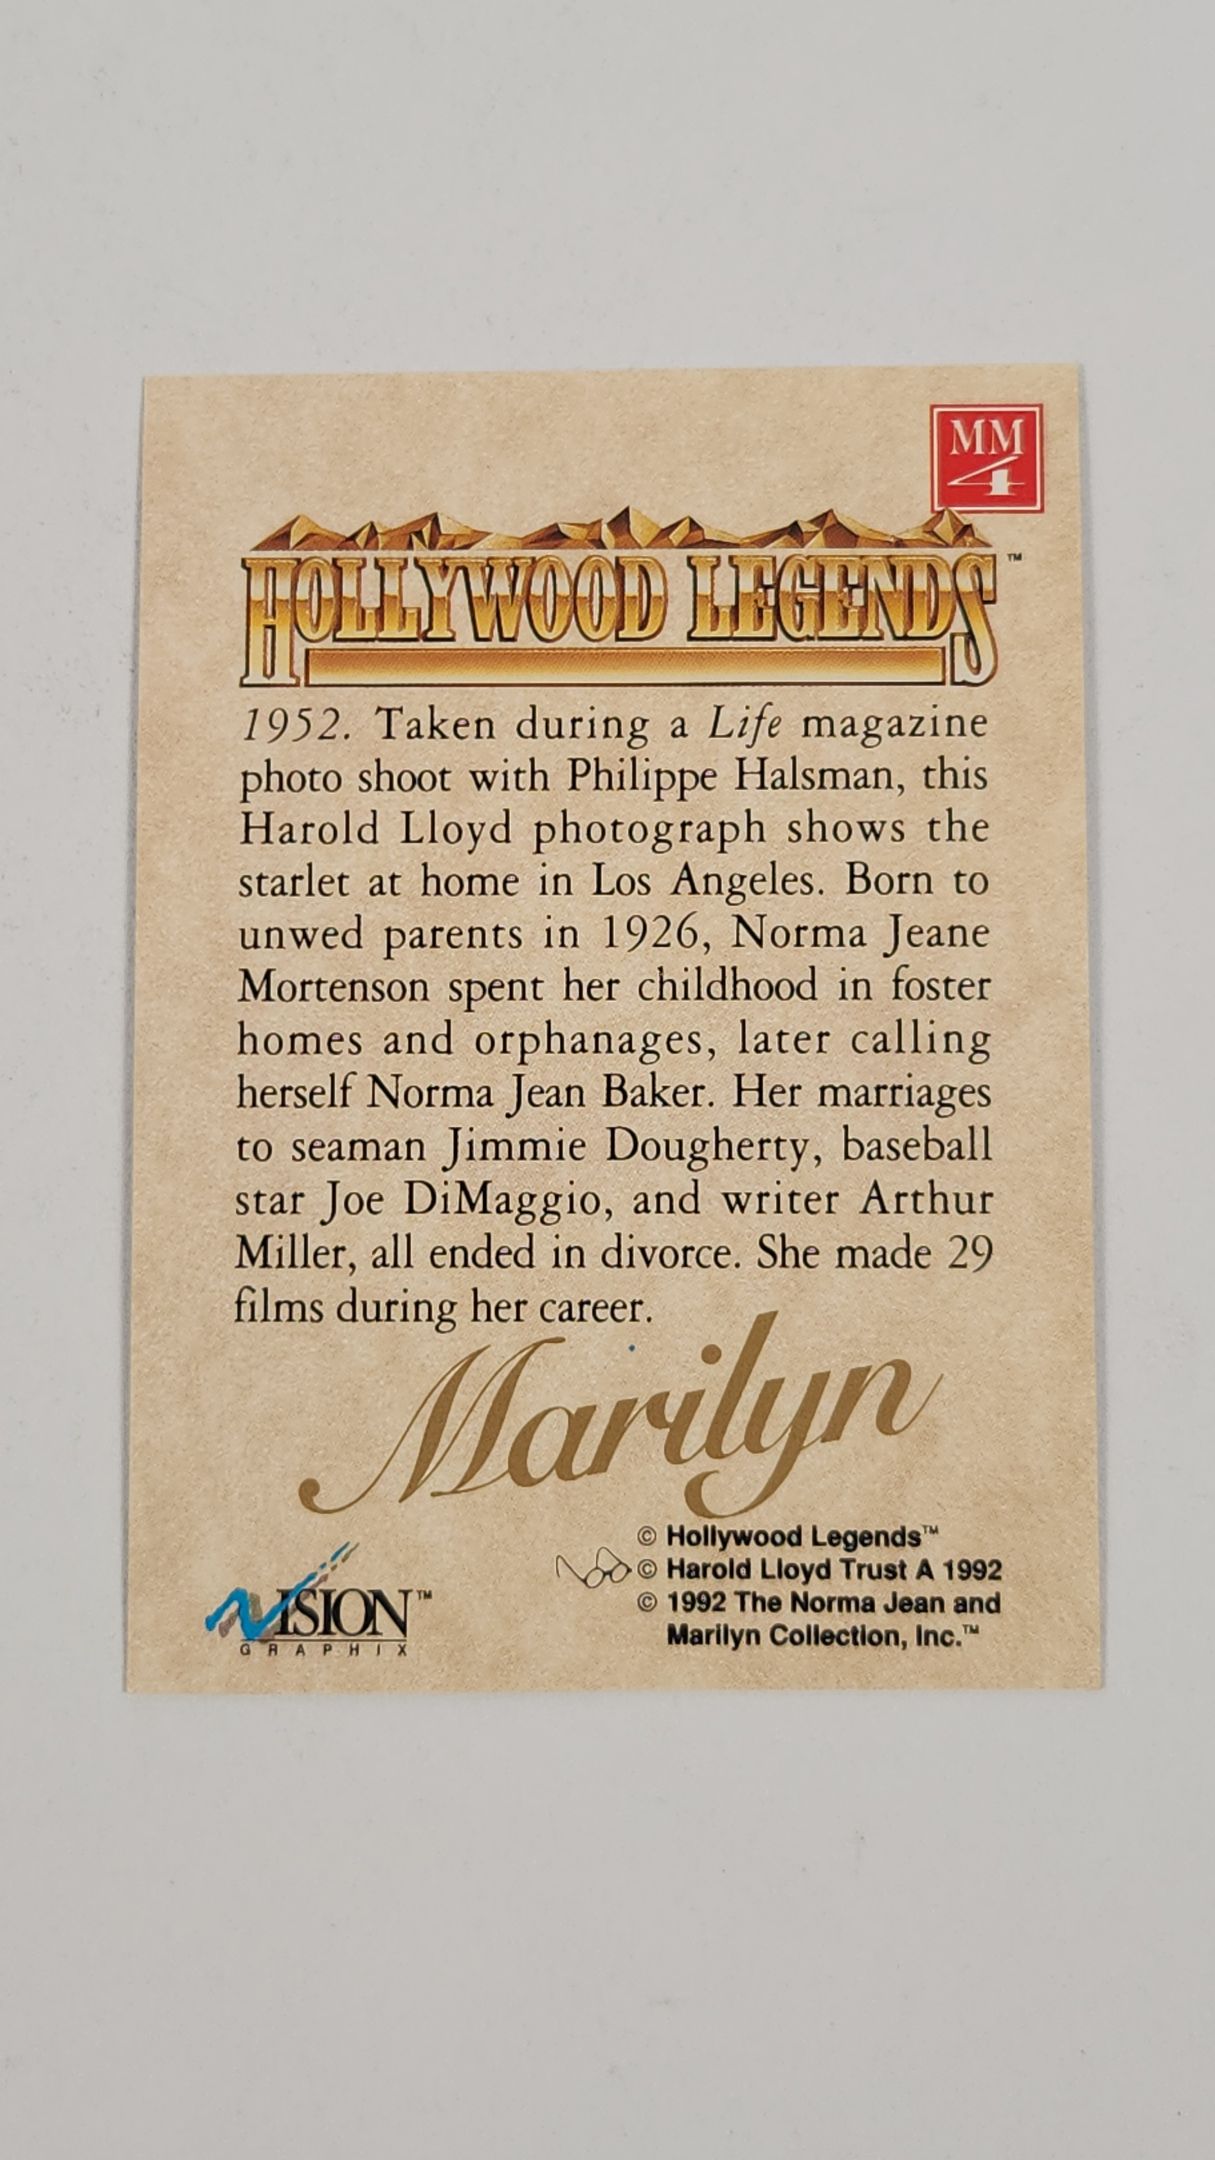 MM
4
HOLLYWOOD LEGENDS™
1952. Taken during a Life magazine
photo shoot with Philippe Halsman, this
Harold Lloyd photograph shows the
starlet at home in Los Angeles. Born to
unwed parents in 1926, Norma Jeane
Mortenson spent her childhood in foster
homes and orphanages, later calling
herself Norma Jean Baker. Her marriages
to seaman Jimmie Dougherty, baseball
star Joe DiMaggio, and writer Arthur
Miller, all ended in divorce. She made 29
films during her career.
Marilyn
© Hollywood Legends™
© Harold Lloyd Trust A 1992
© 1992 The Norma Jean and
Marilyn Collection, Inc.™
VISION™
GRAPHIX